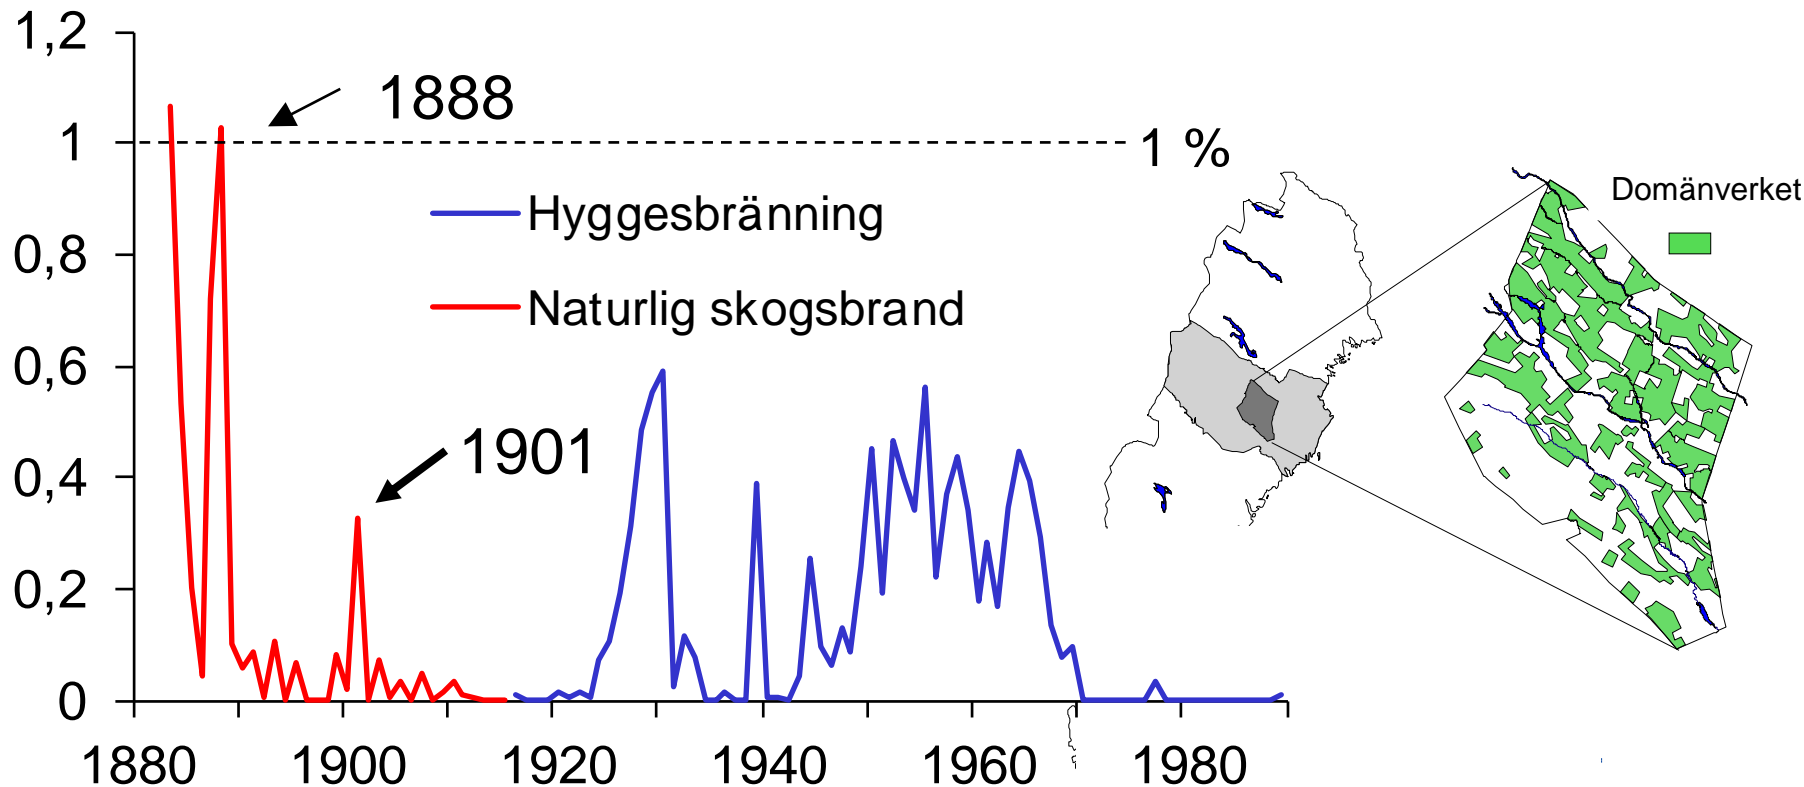 1,2
1
0,8
0,6
0,4
0,2
0
1888
1 %
Hyggesbränning
Naturlig skogsbrand
1901
1880 1900 1920 1940 1960 1980
Domänverket